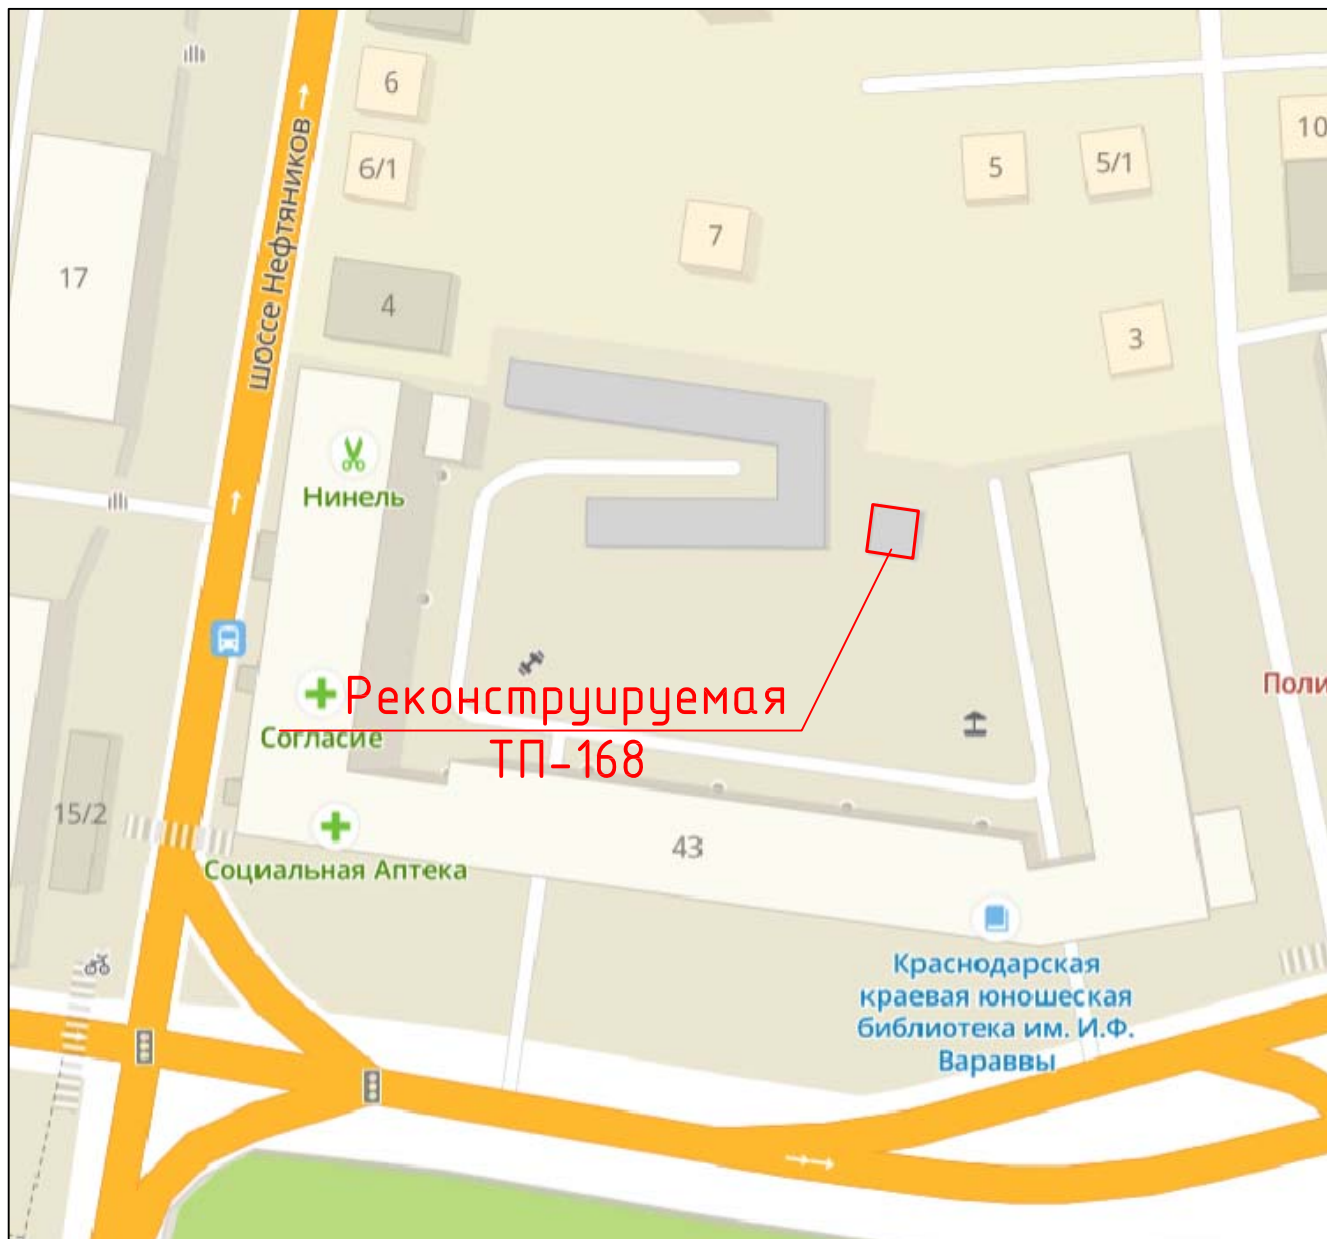 6
6/1
шоссе Нефтяников
17
4
7
5
5/1
10
3
Нинель
Поли
Реконструируемая
ТП-168
Согласие
15/2
43
Социальная Аптека
Краснодарская
краевая юношеская
библиотека им. И.Ф.
Вараввы